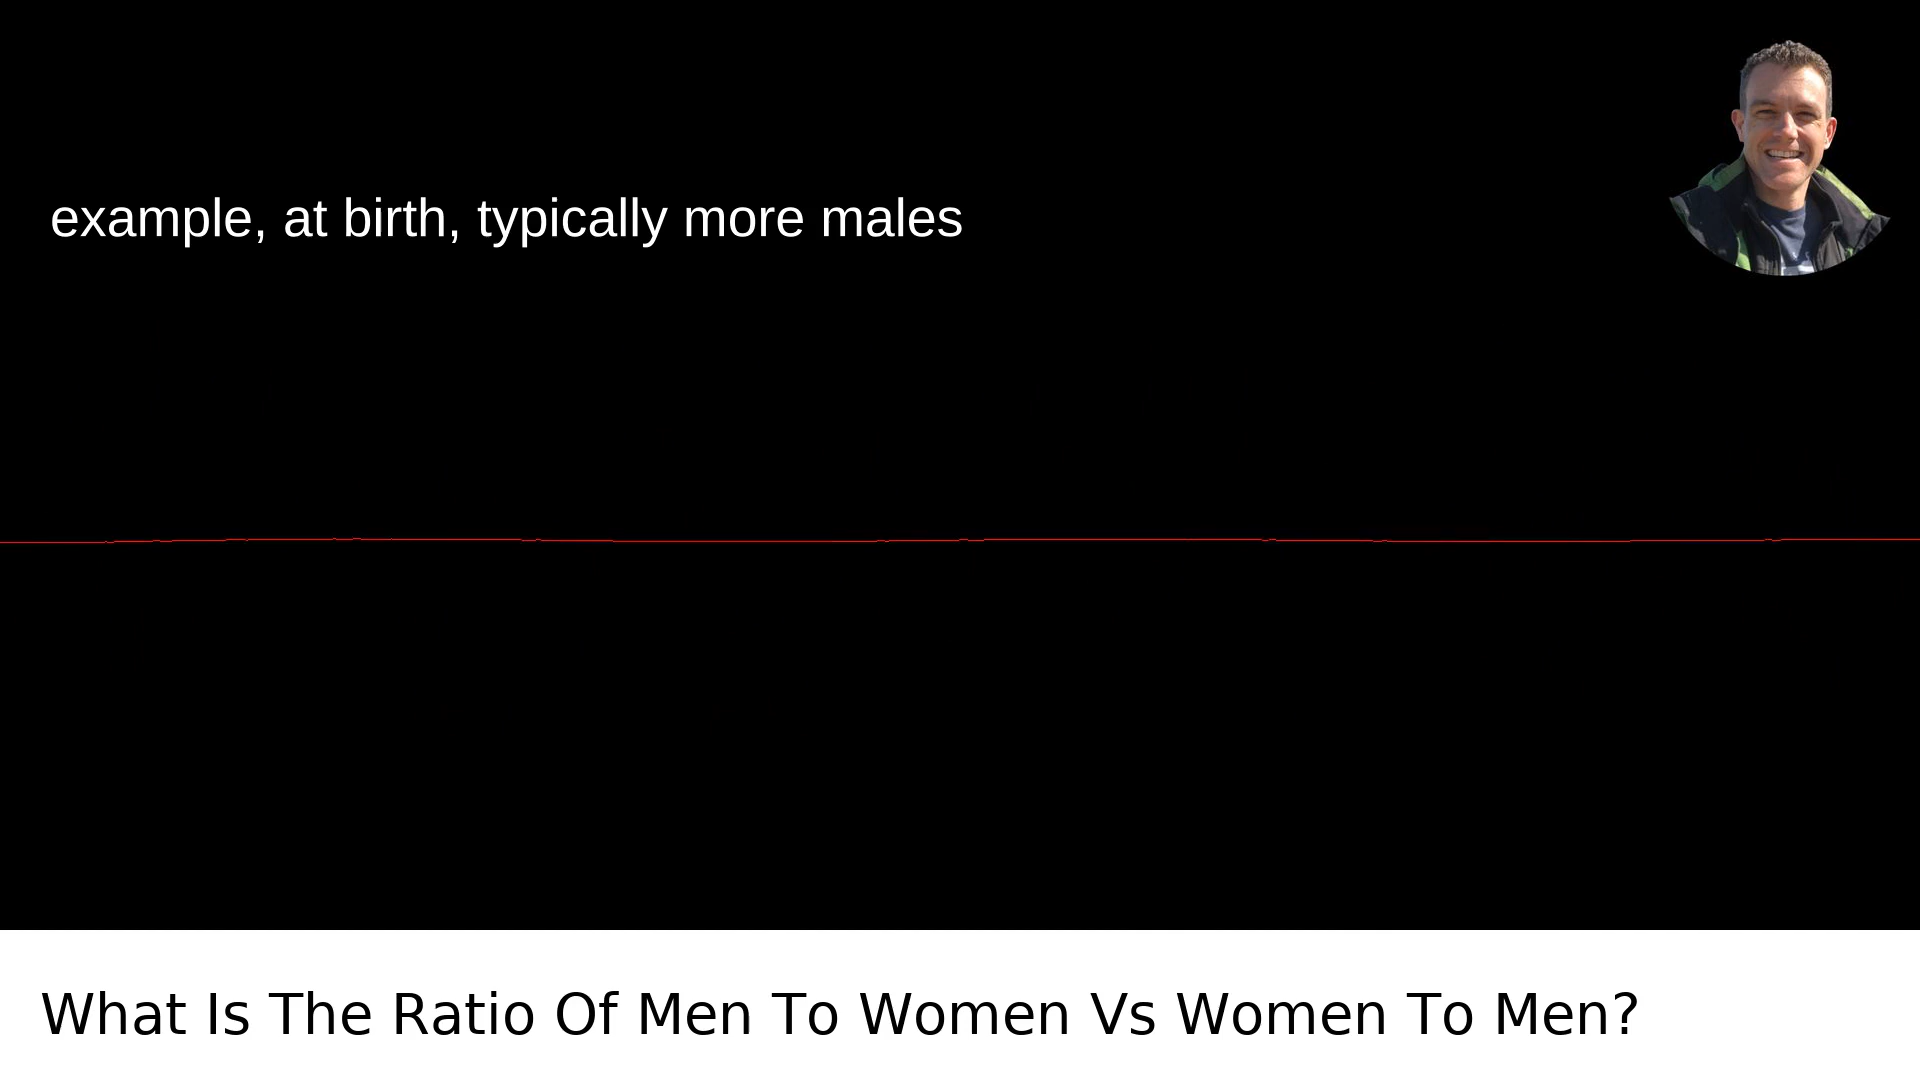 example, at birth, typically more males
What Is The Ratio Of Men To Women Vs Women To Men?